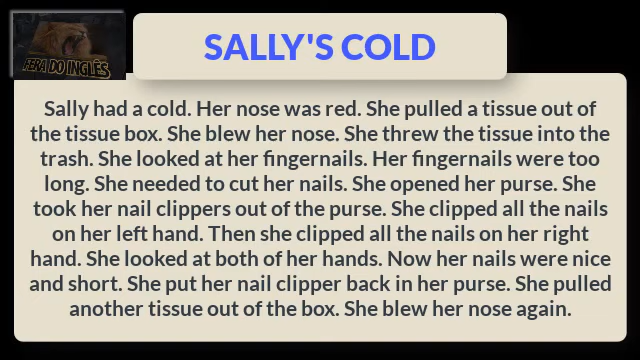 FERA DO INGLÊS
SALLY'S COLD
Sally had a cold. Her nose was red. She pulled a tissue out of
the tissue box. She blew her nose. She threw the tissue into the
trash. She looked at her fingernails. Her fingernails were too
long. She needed to cut her nails. She opened her purse. She
took her nail clippers out of the purse. She clipped all the nails
on her left hand. Then she clipped all the nails on her right
hand. She looked at both of her hands. Now her nails were nice
and short. She put her nail clipper back in her purse. She pulled
another tissue out of the box. She blew her nose again.